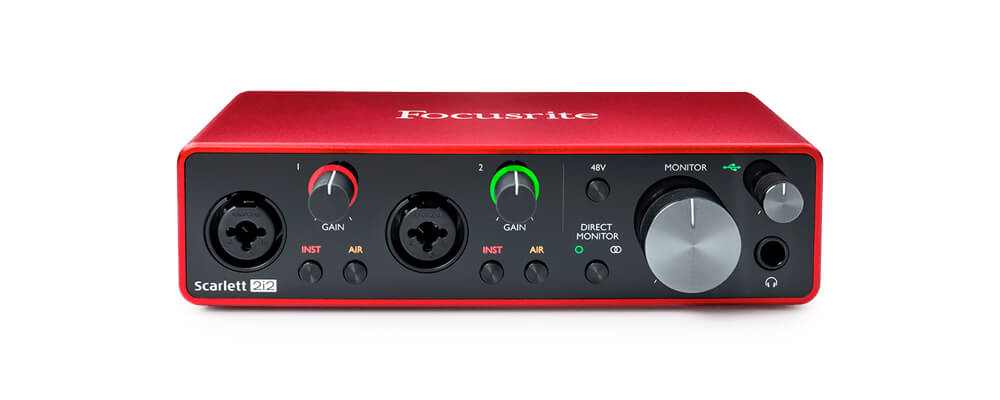 Focusrite
1
2
48V
MONITOR
GAIN
GAIN
DIRECT
MONITOR
INST
AIR
INST
AIR
Scarlett 2i2